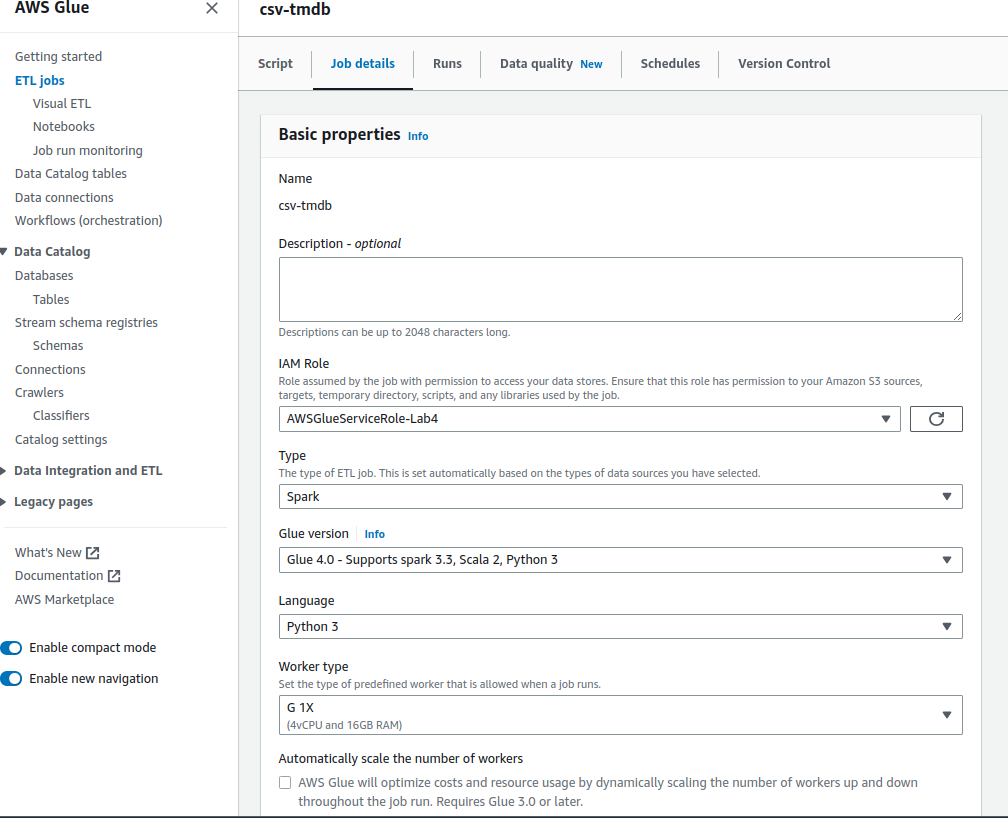 AWS Glue
Getting started
ETL jobs
Visual ETL
Notebooks
Job run monitoring
Data Catalog tables
Data connections
Workflows (orchestration)
Data Catalog
Databases
Tables
Stream schema registries
Schemas
Connections
Crawlers
Classifiers
Catalog settings
Data Integration and ETL
Legacy pages
What's New
Documentation
AWS Marketplace
Enable compact mode
Enable new navigation
csv-tmdb
Script
Job details
Runs
Data quality New
Schedules
Version Control
Basic properties Info
Name
csv-tmdb
Description - optional
Descriptions can be up to 2048 characters long.
IAM Role
Role assumed by the job with permission to access your data stores. Ensure that this role has permission to your Amazon S3 sources,
targets, temporary directory, scripts, and any libraries used by the job.
AWSGlueServiceRole-Lab4
Type
The type of ETL job. This is set automatically based on the types of data sources you have selected.
Spark
Glue version Info
Glue 4.0 - Supports spark 3.3, Scala 2, Python 3
Language
Python 3
Worker type
Set the type of predefined worker that is allowed when a job runs.
G 1X
(4vCPU and 16GB RAM)
Automatically scale the number of workers
AWS Glue will optimize costs and resource usage by dynamically scaling the number of workers up and down
throughout the job run. Requires Glue 3.0 or later.